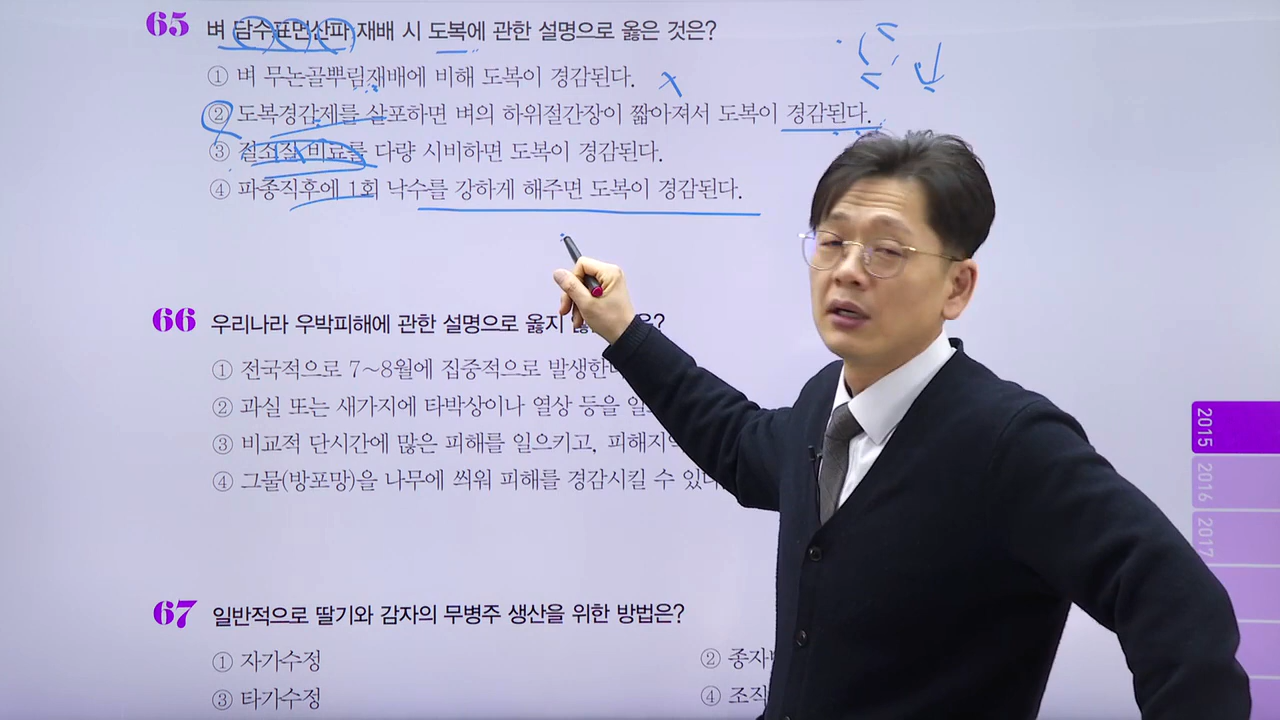 65 벼 담수표면산파 재배 시 도복에 관한 설명으로 옳은 것은?
① 벼 무논골뿌림재배에 비해 도복이 경감된다.
② 도복경감제를 살포하면 벼의 하위절간장이 짧아져서 도복이 경감된다.
③ 질소질 비료를 다량 시비하면 도복이 경감된다.
④ 파종직후에 1회 낙수를 강하게 해주면 도복이 경감된다.
66 우리나라 우박피해에 관한 설명으로 옳지
① 전국적으로 7~8월에 집중적으로 발생한
② 과실 또는 새가지에 타박상이나 열상 등을
③ 비교적 단시간에 많은 피해를 일으키고,
④ 그물(방포망)을 나무에 씌워 피해를 경감시킬 수 있다
67 일반적으로 딸기와 감자의 무병주 생산을 위한 방법은?
① 자가수정
② 종자
③ 타가수정
④ 조직
2015
2016
2017